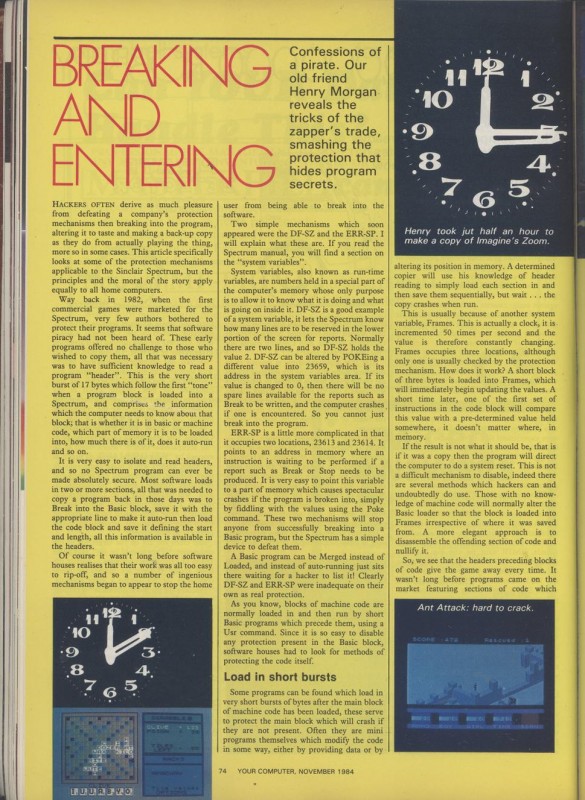 BREAKING
AND
ENTERING
Confessions of
a pirate. Our
old friend
Henry Morgan
reveals the
tricks of the
zapper's trade,
smashing the
protection that
hides program
secrets.
12
1
2
3
4
5
6
7
8
9
10
11
Henry took jut half an hour to
make a copy of Imagine's Zoom.
HACKERS OFTEN derive as much pleasure
from defeating a company's protection
mechanisms then breaking into the program,
altering it to taste and making a back-up copy
as they do from actually playing the thing,
more so in some cases. This article specifically
looks at some of the protection mechanisms
applicable to the Sinclair Spectrum, but the
principles and the moral of the story apply
equally to all home computers.
Way back in 1982, when the first
commercial games were marketed for the
Spectrum, very few authors bothered to
protect their programs. It seems that software
piracy had not been heard of. These early
programs offered no challenge to those who
wished to copy them, all that was necessary
was to have sufficient knowledge to read a
program "header". This is the very short
burst of 17 bytes which follow the first "tone"
when a program block is loaded into a
Spectrum, and comprises the information
which the computer needs to know about that
block; that is whether it is in basic or machine
code, which part of memory it is to be loaded
into, how much there is of it, does it auto-run
and so on.
It is very easy to isolate and read headers,
and so no Spectrum program can ever be
made absolutely secure. Most software loads
in two or more sections, all that was needed to
copy a program back in those days was to
Break into the Basic block, save it with the
appropriate line to make it auto-run then load
the code block and save it defining the start
and length, all this information is available in
the headers.
Of course it wasn't long before software
houses realises that their work was all too easy
to rip-off, and so a number of ingenious
mechanisms began to appear to stop the home
user from being able to break into the
software.
Two simple mechanisms which soon
appeared were the DF-SZ and the ERR-SP. I
will explain what these are. If you read the
Spectrum manual, you will find a section on
the "system variables".
System variables, also known as run-time
variables, are numbers held in a special part of
the computer's memory whose only purpose
is to allow it to know what it is doing and what
is going on inside it. DF-SZ is a good example
of a system variable, it lets the Spectrum know
how many lines are to be reserved in the lower
portion of the screen for reports. Normally
there are two lines, and so DF-SZ holds the
value 2. DF-SZ can be altered by POKEing a
different value into 23659, which is its
address in the system variables area. If its
value is changed to 0, then there will be no
spare lines available for the reports such as
Break to be written, and the computer crashes
if one is encountered. So you cannot just
break into the program.
ERR-SP is a little more complicated in that
it occupies two locations, 23613 and 23614. It
points to an address in memory where an
instruction is waiting to be performed if a
report such as Break or Stop needs to be
produced. It is very easy to point this variable
to a part of memory which causes spectacular
crashes if the program is broken into, simply
by fiddling with the values using the Poke
command. These two mechanisms will stop
anyone from successfully breaking into a
Basic program, but the Spectrum has a simple
device to defeat them.
A Basic program can be Merged instead of
Loaded, and instead of auto-running just sits
there waiting for a hacker to list it! Clearly
DF-SZ and ERR-SP were inadequate on their
own as real protection.
As you know, blocks of machine code are
normally loaded in and then run by short
Basic programs which precede them, using a
Usr command. Since it is so easy to disable
any protection present in the Basic block,
software houses had to look for methods of
protecting the code itself.
Load in short bursts
Some programs can be found which load in
very short bursts of bytes after the main block
of machine code has been loaded, these serve
to protect the main block which will crash if
they are not present. Often they are mini
programs themselves which modify the code
in some way, either by providing data or by
altering its position in memory. A determined
copier will use his knowledge of header
reading to simply load each section in and
then save them sequentially, but wait . . . the
copy crashes when run.
This is usually because of another system
variable, Frames. This is actually a clock, it is
incremented 50 times per second and the
value is therefore constantly changing.
Frames occupies three locations, although
only one is usually checked by the protection
mechanism. How does it work? A short block
of three bytes is loaded into Frames, which
will immediately begin updating the values. A
short time later, one of the first set of
instructions in the code block will compare
this value with a pre-determined value held
somewhere, it doesn't matter where, in
memory.
If the result is not what it should be, that is
if it was a copy then the program will direct
the computer to do a system reset. This is not
a difficult mechanism to disable, indeed there
are several methods which hackers can and
undoubtedly do use. Those with no know-
ledge of machine code will normally alter the
Basic loader so that the block is loaded into
Frames irrespective of where it was saved
from. A more elegant approach is to
disassemble the offending section of code and
nullify it.
So, we see that the headers preceding blocks
of code give the game away every time. It
wasn't long before programs came on the
market featuring sections of code which
12
1
3
4
5
6
7
8
9
10
11
Ant Attack: hard to crack.
SCORE
Rescued 1
74 YOUR COMPUTER, NOVEMBER 1984